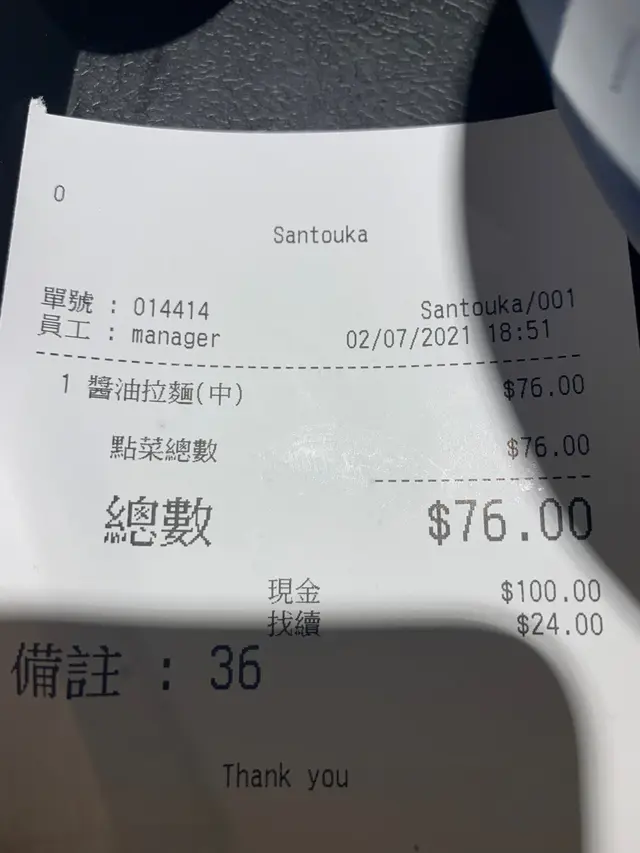 0
Santouka
單號 : 014414 Santouka/001
員工 : manager 02/07/2021 18:51
1 醬油拉麵(中) $76.00
點菜總數 $76.00
總數 $76.00
現金 $100.00
找續 $24.00
備註 : 36
Thank you